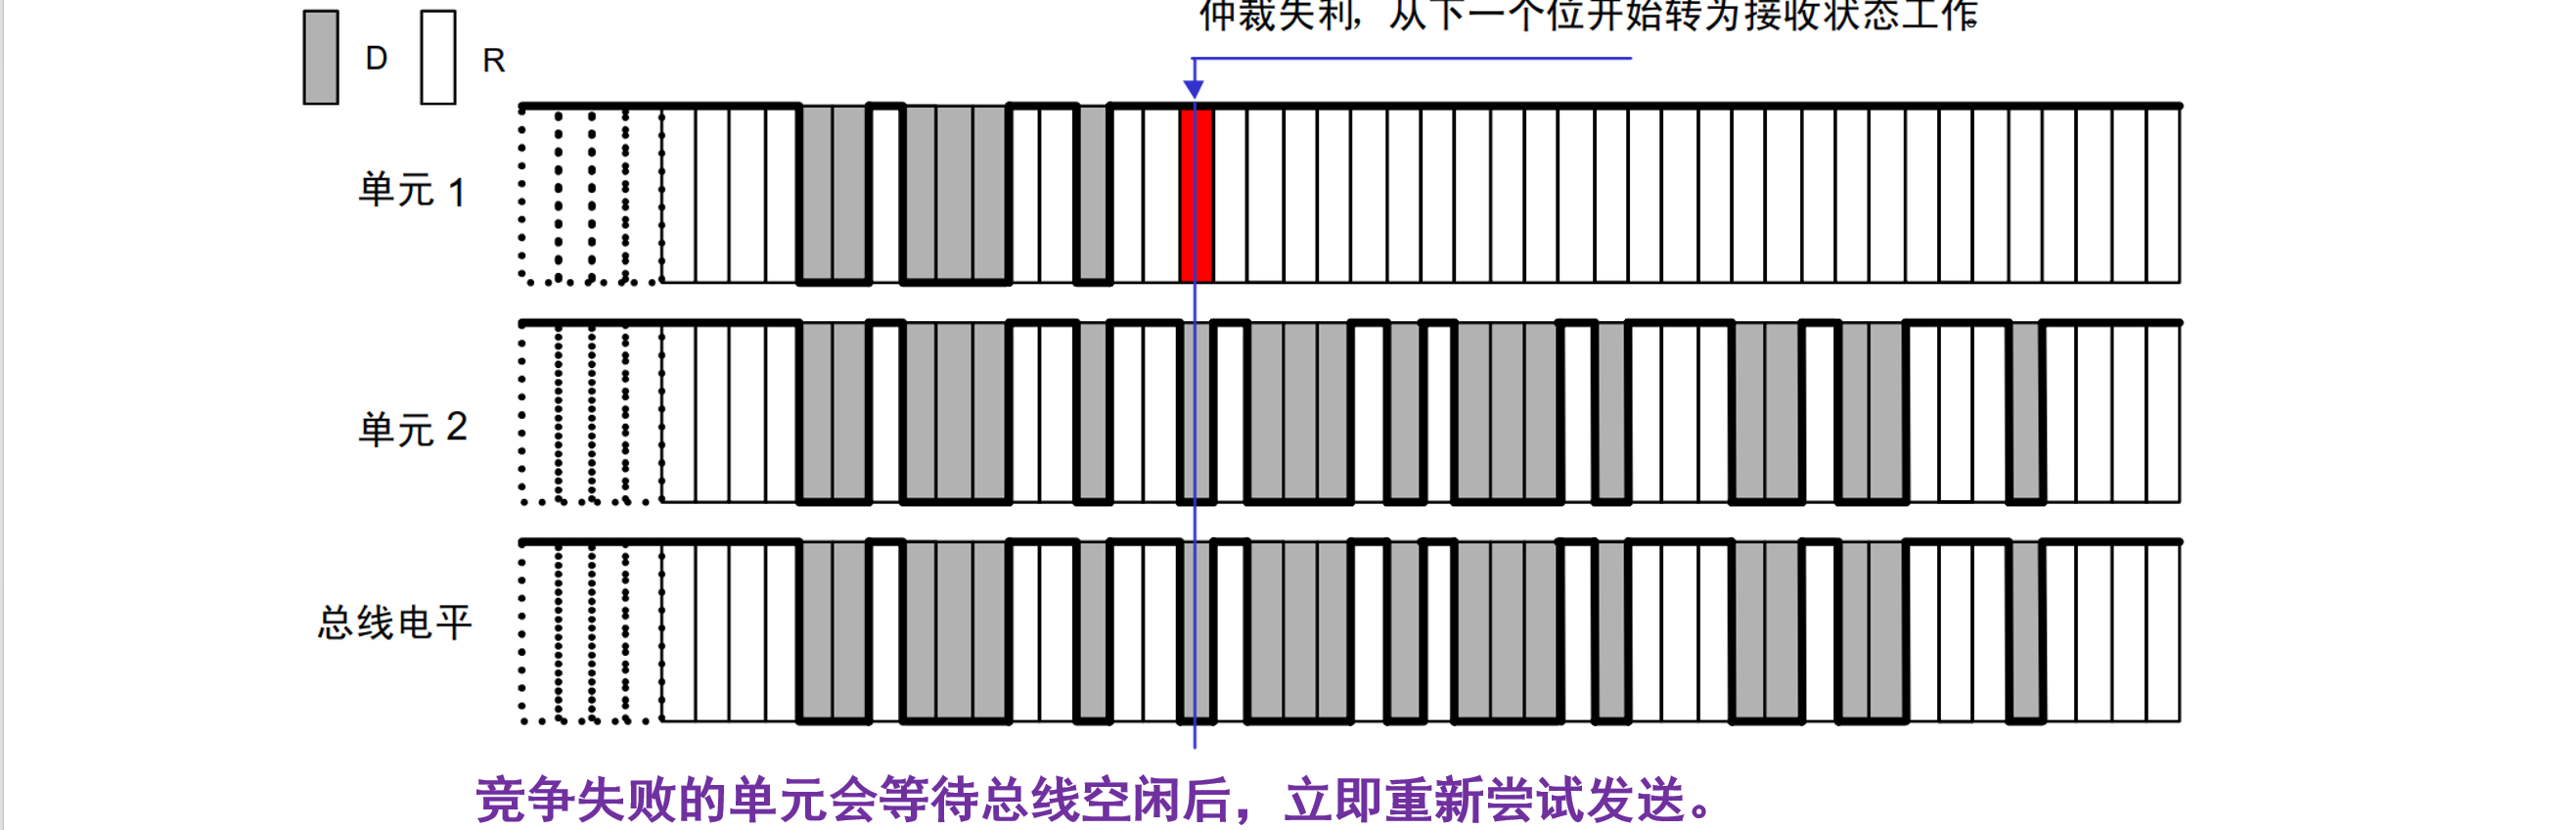 仲裁失利，从下一个位开始转为接收状态工作。
D R
单元 1
单元 2
总线电平
竞争失败的单元会等待总线空闲后，立即重新尝试发送。